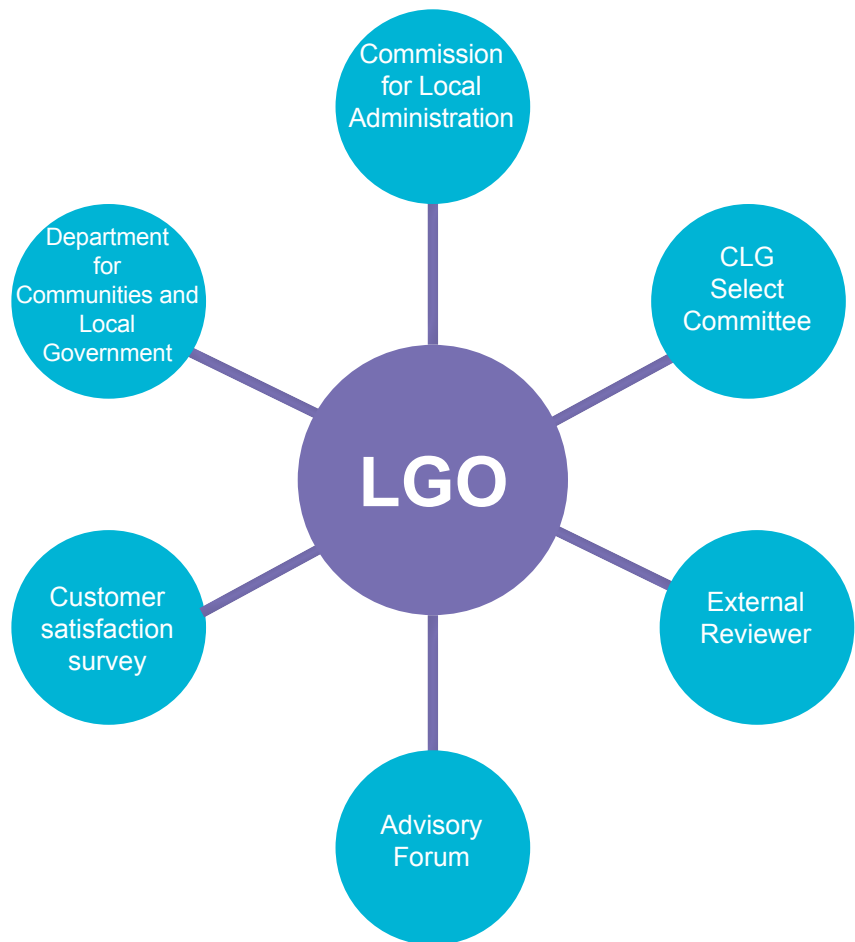 Commission
for Local
Administration
Department
for
Communities and
Local
Government
CLG
Select
Committee
LGO
Customer
satisfaction
survey
External
Reviewer
Advisory
Forum